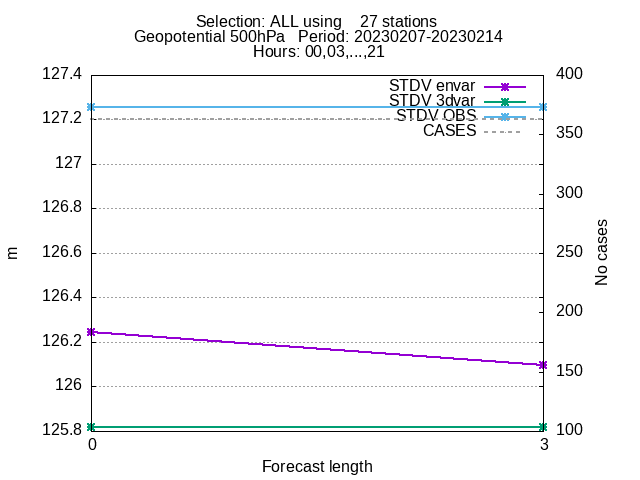 Selection: ALL using    27 stations
Geopotential 500hPa   Period: 20230207-20230214
Hours: 00,03,...,21
127.4
127.2
127
126.8
126.6
126.4
126.2
126
125.8
m
STDV envar
STDV 3dvar
STDV OBS
CASES
400
350
300
250
200
150
100
No cases
0
3
Forecast length